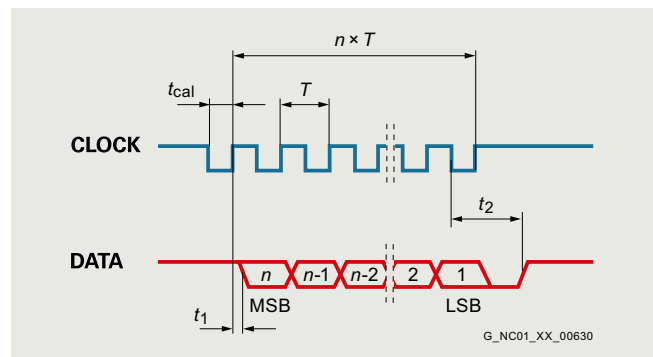 n × T
tcal
T
CLOCK
t2
DATA
n
n-1
n-2
2
1
MSB
LSB
t1
G_NC01_XX_00630